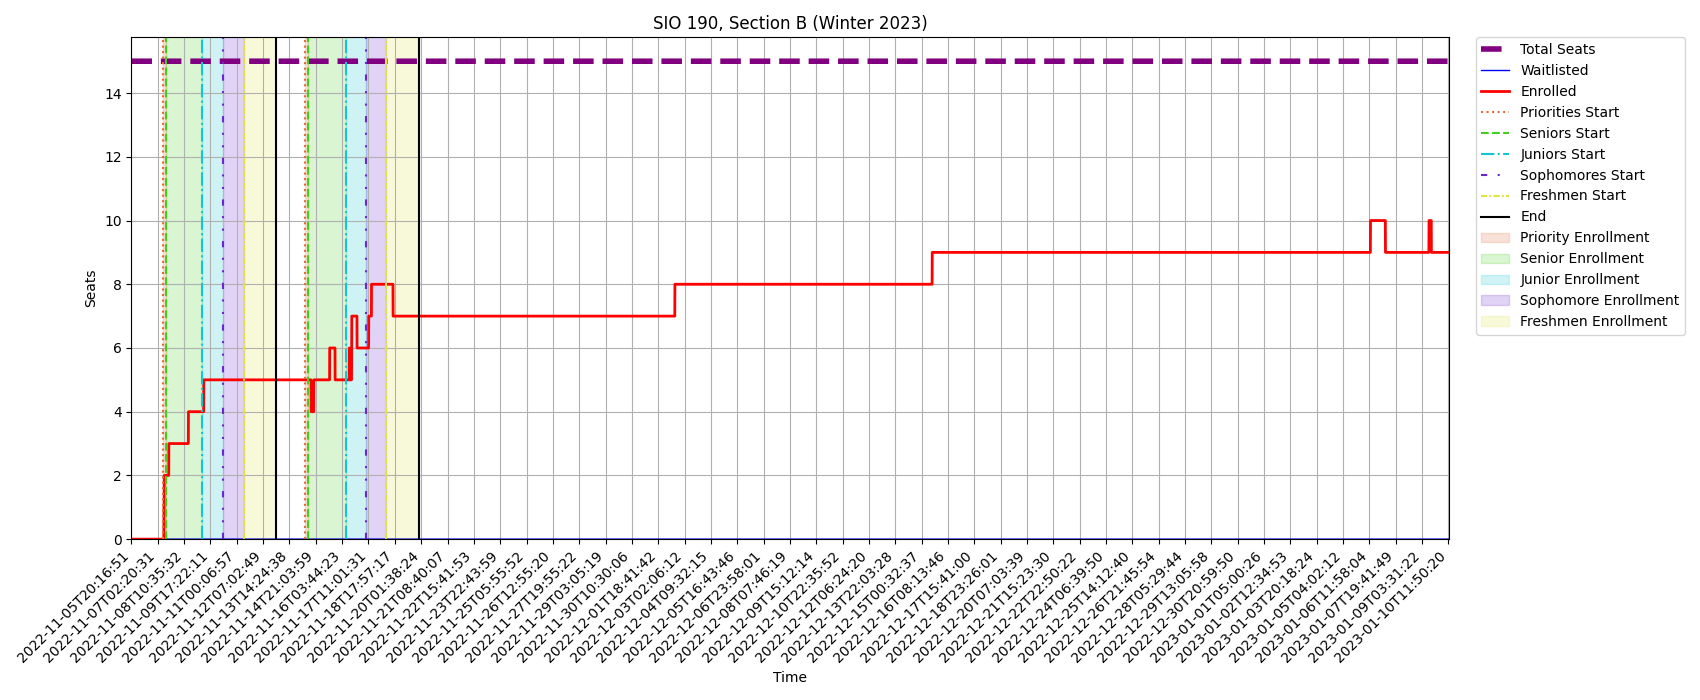 SIO 190, Section B (Winter 2023)
Seats
14
12
10
8
6
4
2
0
2022-11-05T20:16:51
2022-11-07T02:20:31
2022-11-08T10:35:32
2022-11-09T17:22:11
2022-11-11T00:06:57
2022-11-12T07:02:49
2022-11-13T14:24:38
2022-11-14T21:03:59
2022-11-16T03:44:23
2022-11-17T11:01:31
2022-11-18T17:57:17
2022-11-20T01:38:24
2022-11-21T08:40:07
2022-11-22T15:41:53
2022-11-23T22:43:59
2022-11-25T05:55:52
2022-11-26T12:55:20
2022-11-27T19:55:22
2022-11-29T03:05:19
2022-11-30T10:30:06
2022-12-01T18:41:42
2022-12-03T02:06:12
2022-12-04T09:32:15
2022-12-05T16:43:46
2022-12-06T23:58:01
2022-12-08T07:46:19
2022-12-09T15:12:14
2022-12-10T22:35:52
2022-12-12T06:24:20
2022-12-13T22:03:28
2022-12-15T00:32:37
2022-12-16T08:13:46
2022-12-17T15:41:00
2022-12-18T23:26:01
2022-12-20T07:03:39
2022-12-21T15:23:30
2022-12-22T22:50:22
2022-12-24T06:39:50
2022-12-25T14:12:40
2022-12-26T21:45:54
2022-12-28T05:29:44
2022-12-29T13:05:58
2022-12-30T20:59:50
2023-01-01T05:00:26
2023-01-02T12:34:53
2023-01-03T20:18:24
2023-01-05T04:02:12
2023-01-06T11:58:04
2023-01-07T19:41:49
2023-01-09T03:31:22
2023-01-10T11:50:20
Time
Total Seats
Waitlisted
Enrolled
Priorities Start
Seniors Start
Juniors Start
Sophomores Start
Freshmen Start
End
Priority Enrollment
Senior Enrollment
Junior Enrollment
Sophomore Enrollment
Freshmen Enrollment